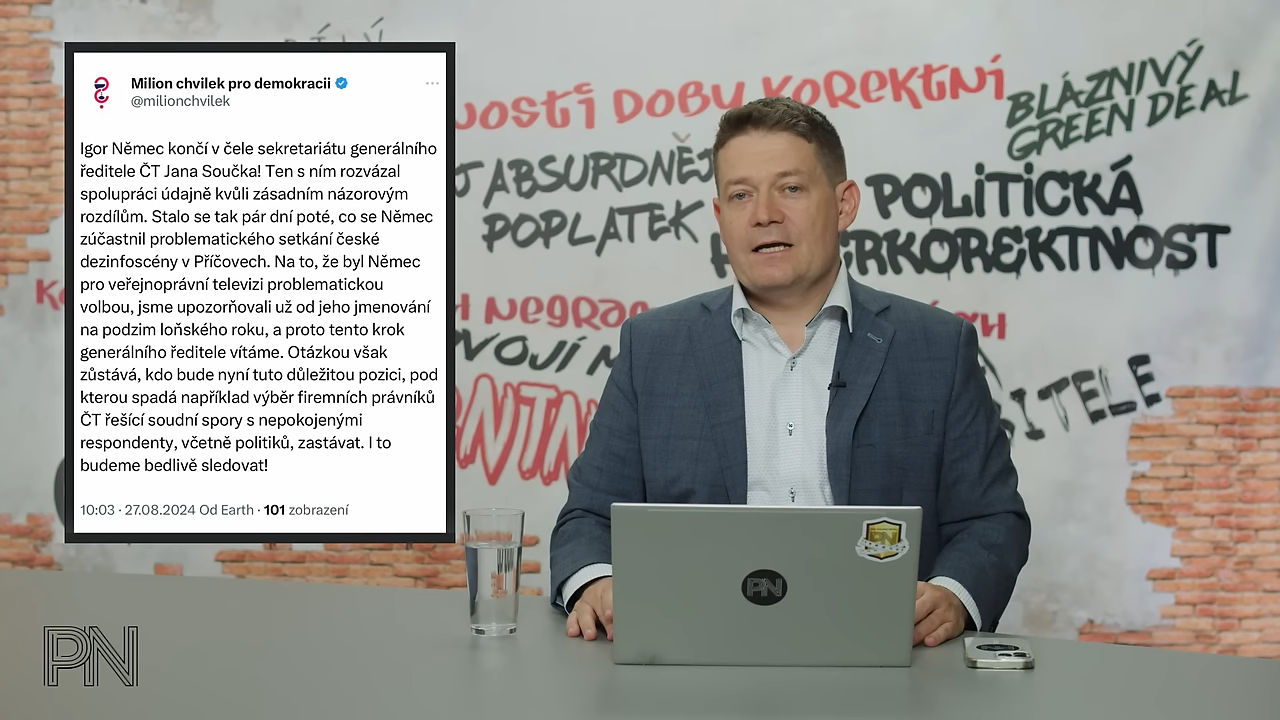 Milion chvilek pro demokracii
@milionchvilek
Igor Němec končí v čele sekretariátu generálního
ředitele ČT Jana Součka! Ten s ním rozvázal
spolupráci údajně kvůli zásadním názorovým
rozdílům. Stalo se tak pár dní poté, co se Němec
zúčastnil problematického setkání české
dezinfoscény v Příčovech. Na to, že byl Němec
pro veřejnoprávní televizi problematickou
volbou, jsme upozorňovali už od jeho jmenování
na podzim loňského roku, a proto tento krok
generálního ředitele vítáme. Otázkou však
zůstává, kdo bude nyní tuto důležitou pozici, pod
kterou spadá například výběr firemních právníků
ČT řešící soudní spory s nepokojenými
respondenty, včetně politiků, zastávat. I to
budeme bedlivě sledovat!
10:03 · 27.08.2024 Od Earth · 101 zobrazení
DOBY KOREKTNÍ
BLÁZNIVÝ
GREEN DEAL
ABSURDNĚJ
POPLATEK
POLITICKÁ
RKOREKTNOST
PN
PN
PN